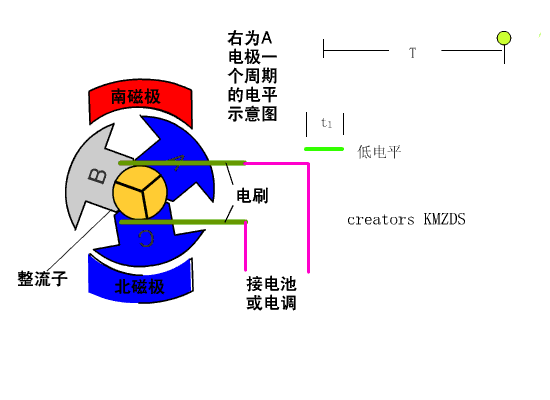 右为A
电极一
个周期
的电平
示意图
T
南磁极
t1
低电平
A
B
电刷
creators KMZDS
C
整流子
北磁极
接电池
或电调